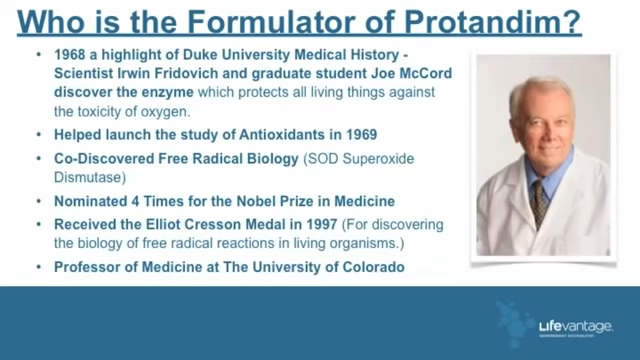 Who is the Formulator of Protandim?
• 1968 a highlight of Duke University Medical History -
Scientist Irwin Fridovich and graduate student Joe McCord
discover the enzyme which protects all living things against
the toxicity of oxygen.
• Helped launch the study of Antioxidants in 1969
• Co-Discovered Free Radical Biology (SOD Superoxide
Dismutase)
• Nominated 4 Times for the Nobel Prize in Medicine
• Received the Elliot Cresson Medal in 1997 (For discovering
the biology of free radical reactions in living organisms.)
• Professor of Medicine at The University of Colorado
Lifevantage.
INDEPENDENT DISTRIBUTOR